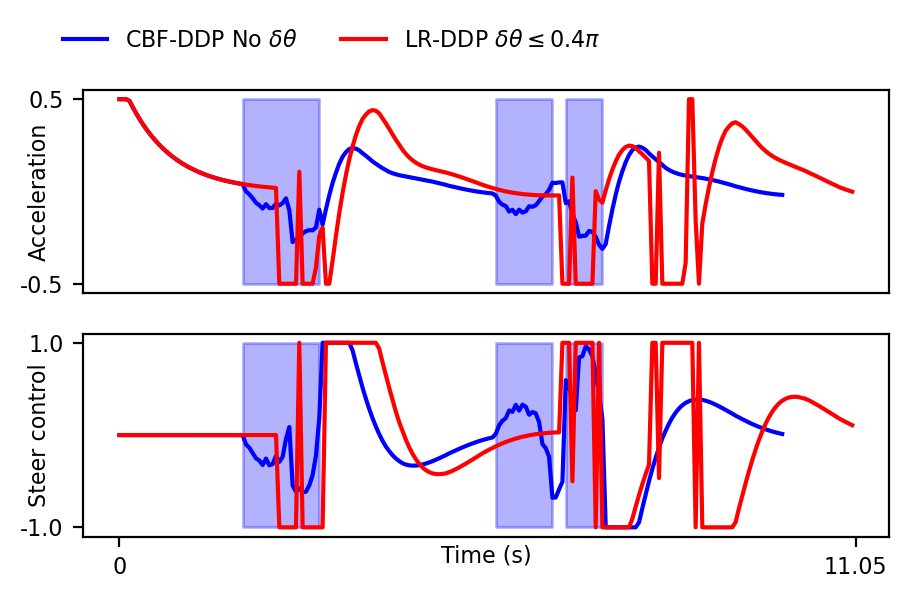 CBF-DDP No δθ LR-DDP δθ ≤ 0.4π
0.5
Acceleration
-0.5
1.0
Steer control
-1.0
0 Time (s) 11.05